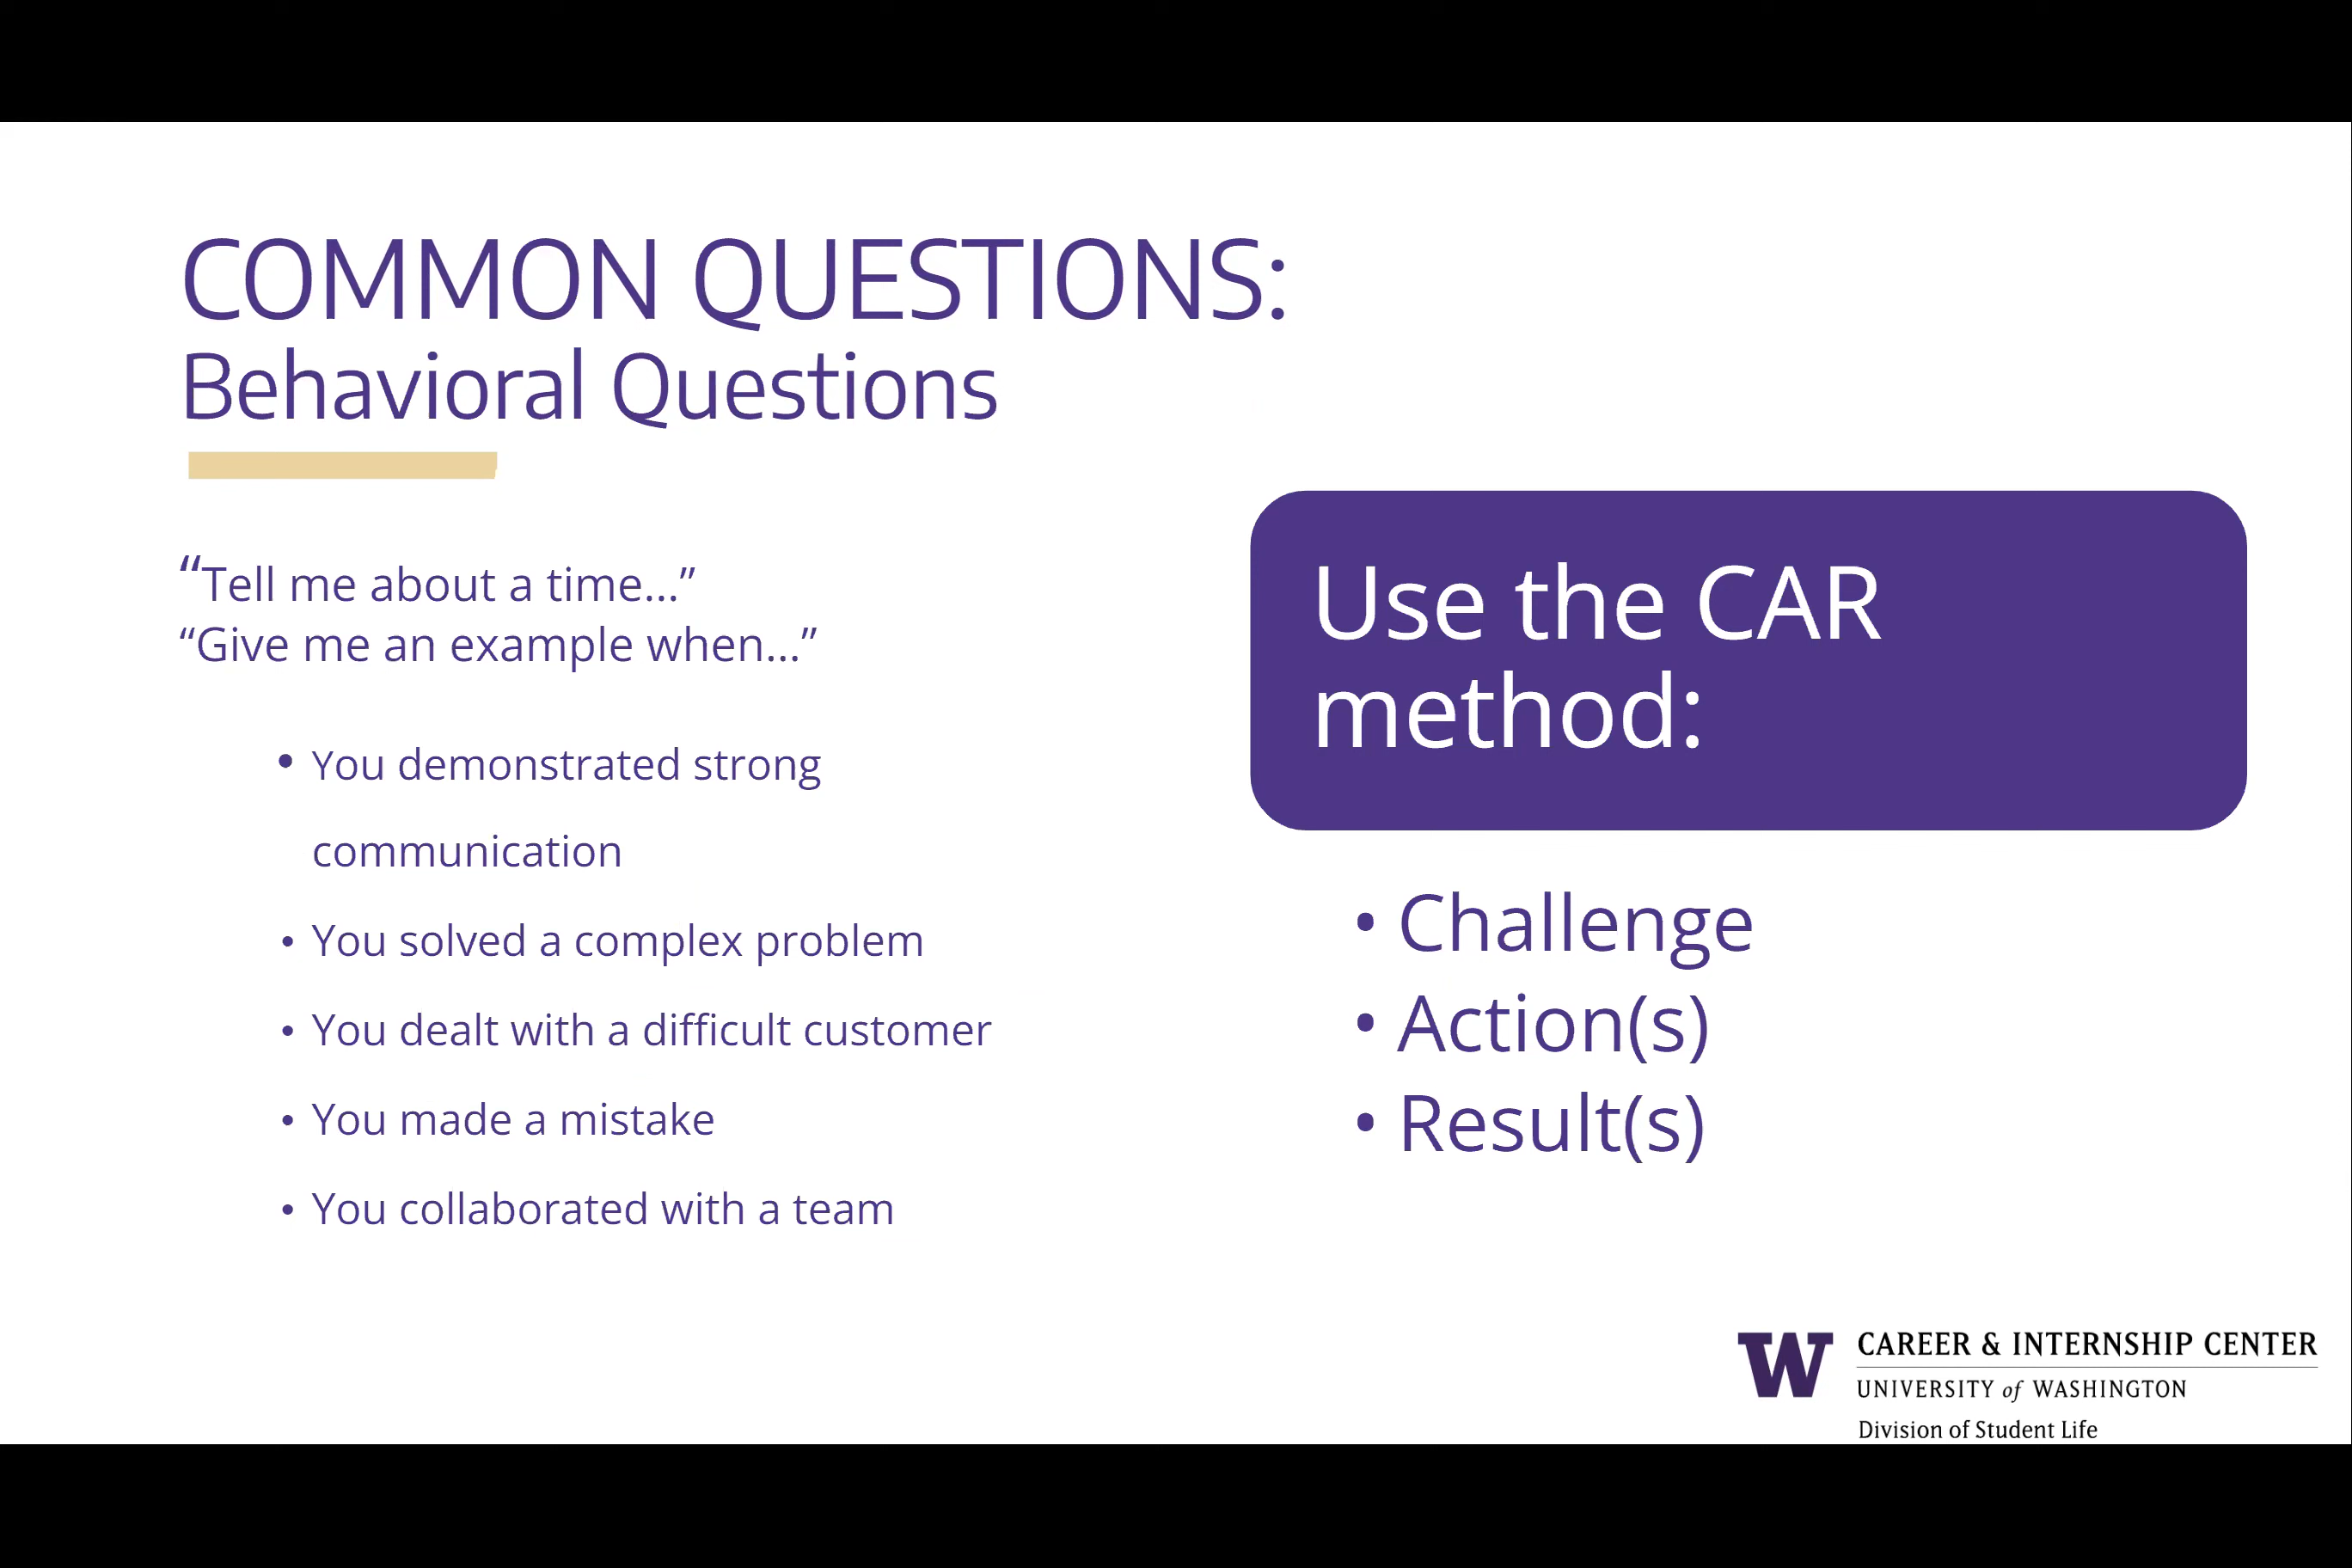 COMMON QUESTIONS:
Behavioral Questions
“Tell me about a time...”
“Give me an example when...”
• You demonstrated strong
communication
• You solved a complex problem
• You dealt with a difficult customer
• You made a mistake
• You collaborated with a team
Use the CAR
method:
• Challenge
• Action(s)
• Result(s)
W
CAREER & INTERNSHIP CENTER
UNIVERSITY of WASHINGTON
Division of Student Life